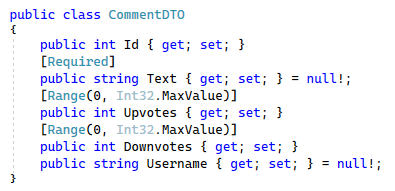 public class CommentDTO
{
    public int Id { get; set; }
    [Required]
    public string Text { get; set; } = null!;
    [Range(0, Int32.MaxValue)]
    public int Upvotes { get; set; }
    [Range(0, Int32.MaxValue)]
    public int Downvotes { get; set; }
    public string Username { get; set; } = null!;
}